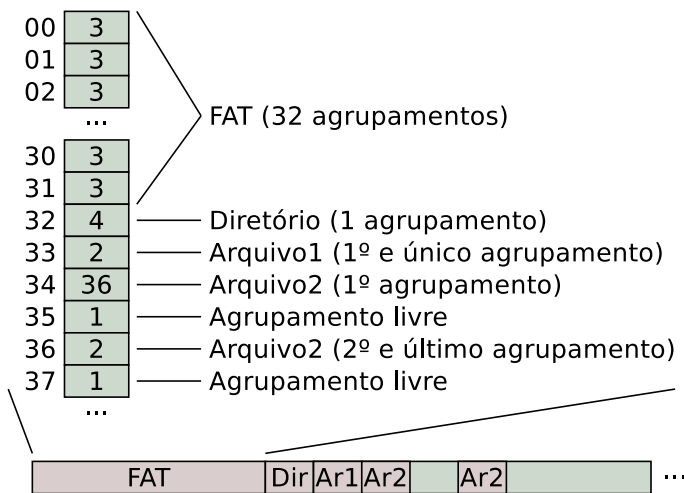 00 3
01 3
02 3
...
FAT (32 agrupamentos)
30 3
31 3
32 4 Diretório (1 agrupamento)
33 2 Arquivo1 (1º e único agrupamento)
34 36 Arquivo2 (1º agrupamento)
35 1 Agrupamento livre
36 2 Arquivo2 (2º e último agrupamento)
37 1 Agrupamento livre
...
FAT Dir Ar1 Ar2 Ar2 ...